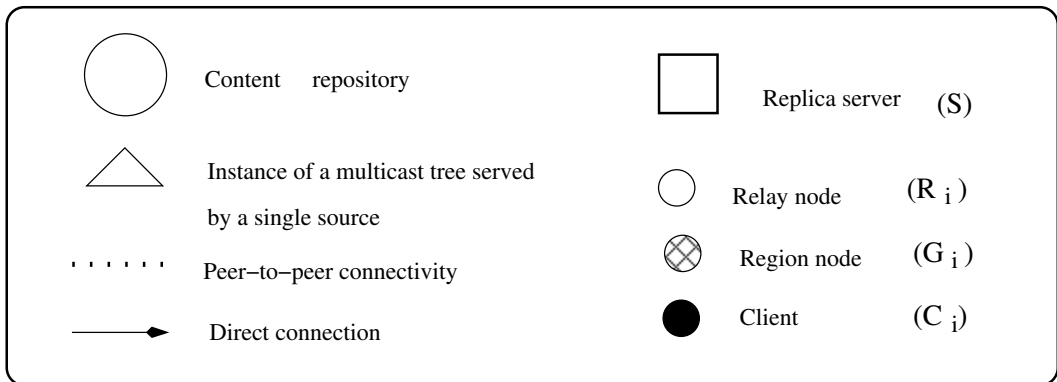 Content repository
Instance of a multicast tree served
by a single source
Peer−to−peer connectivity
Direct connection
Replica server (S)
Relay node (R i)
Region node (G i)
Client (C i)